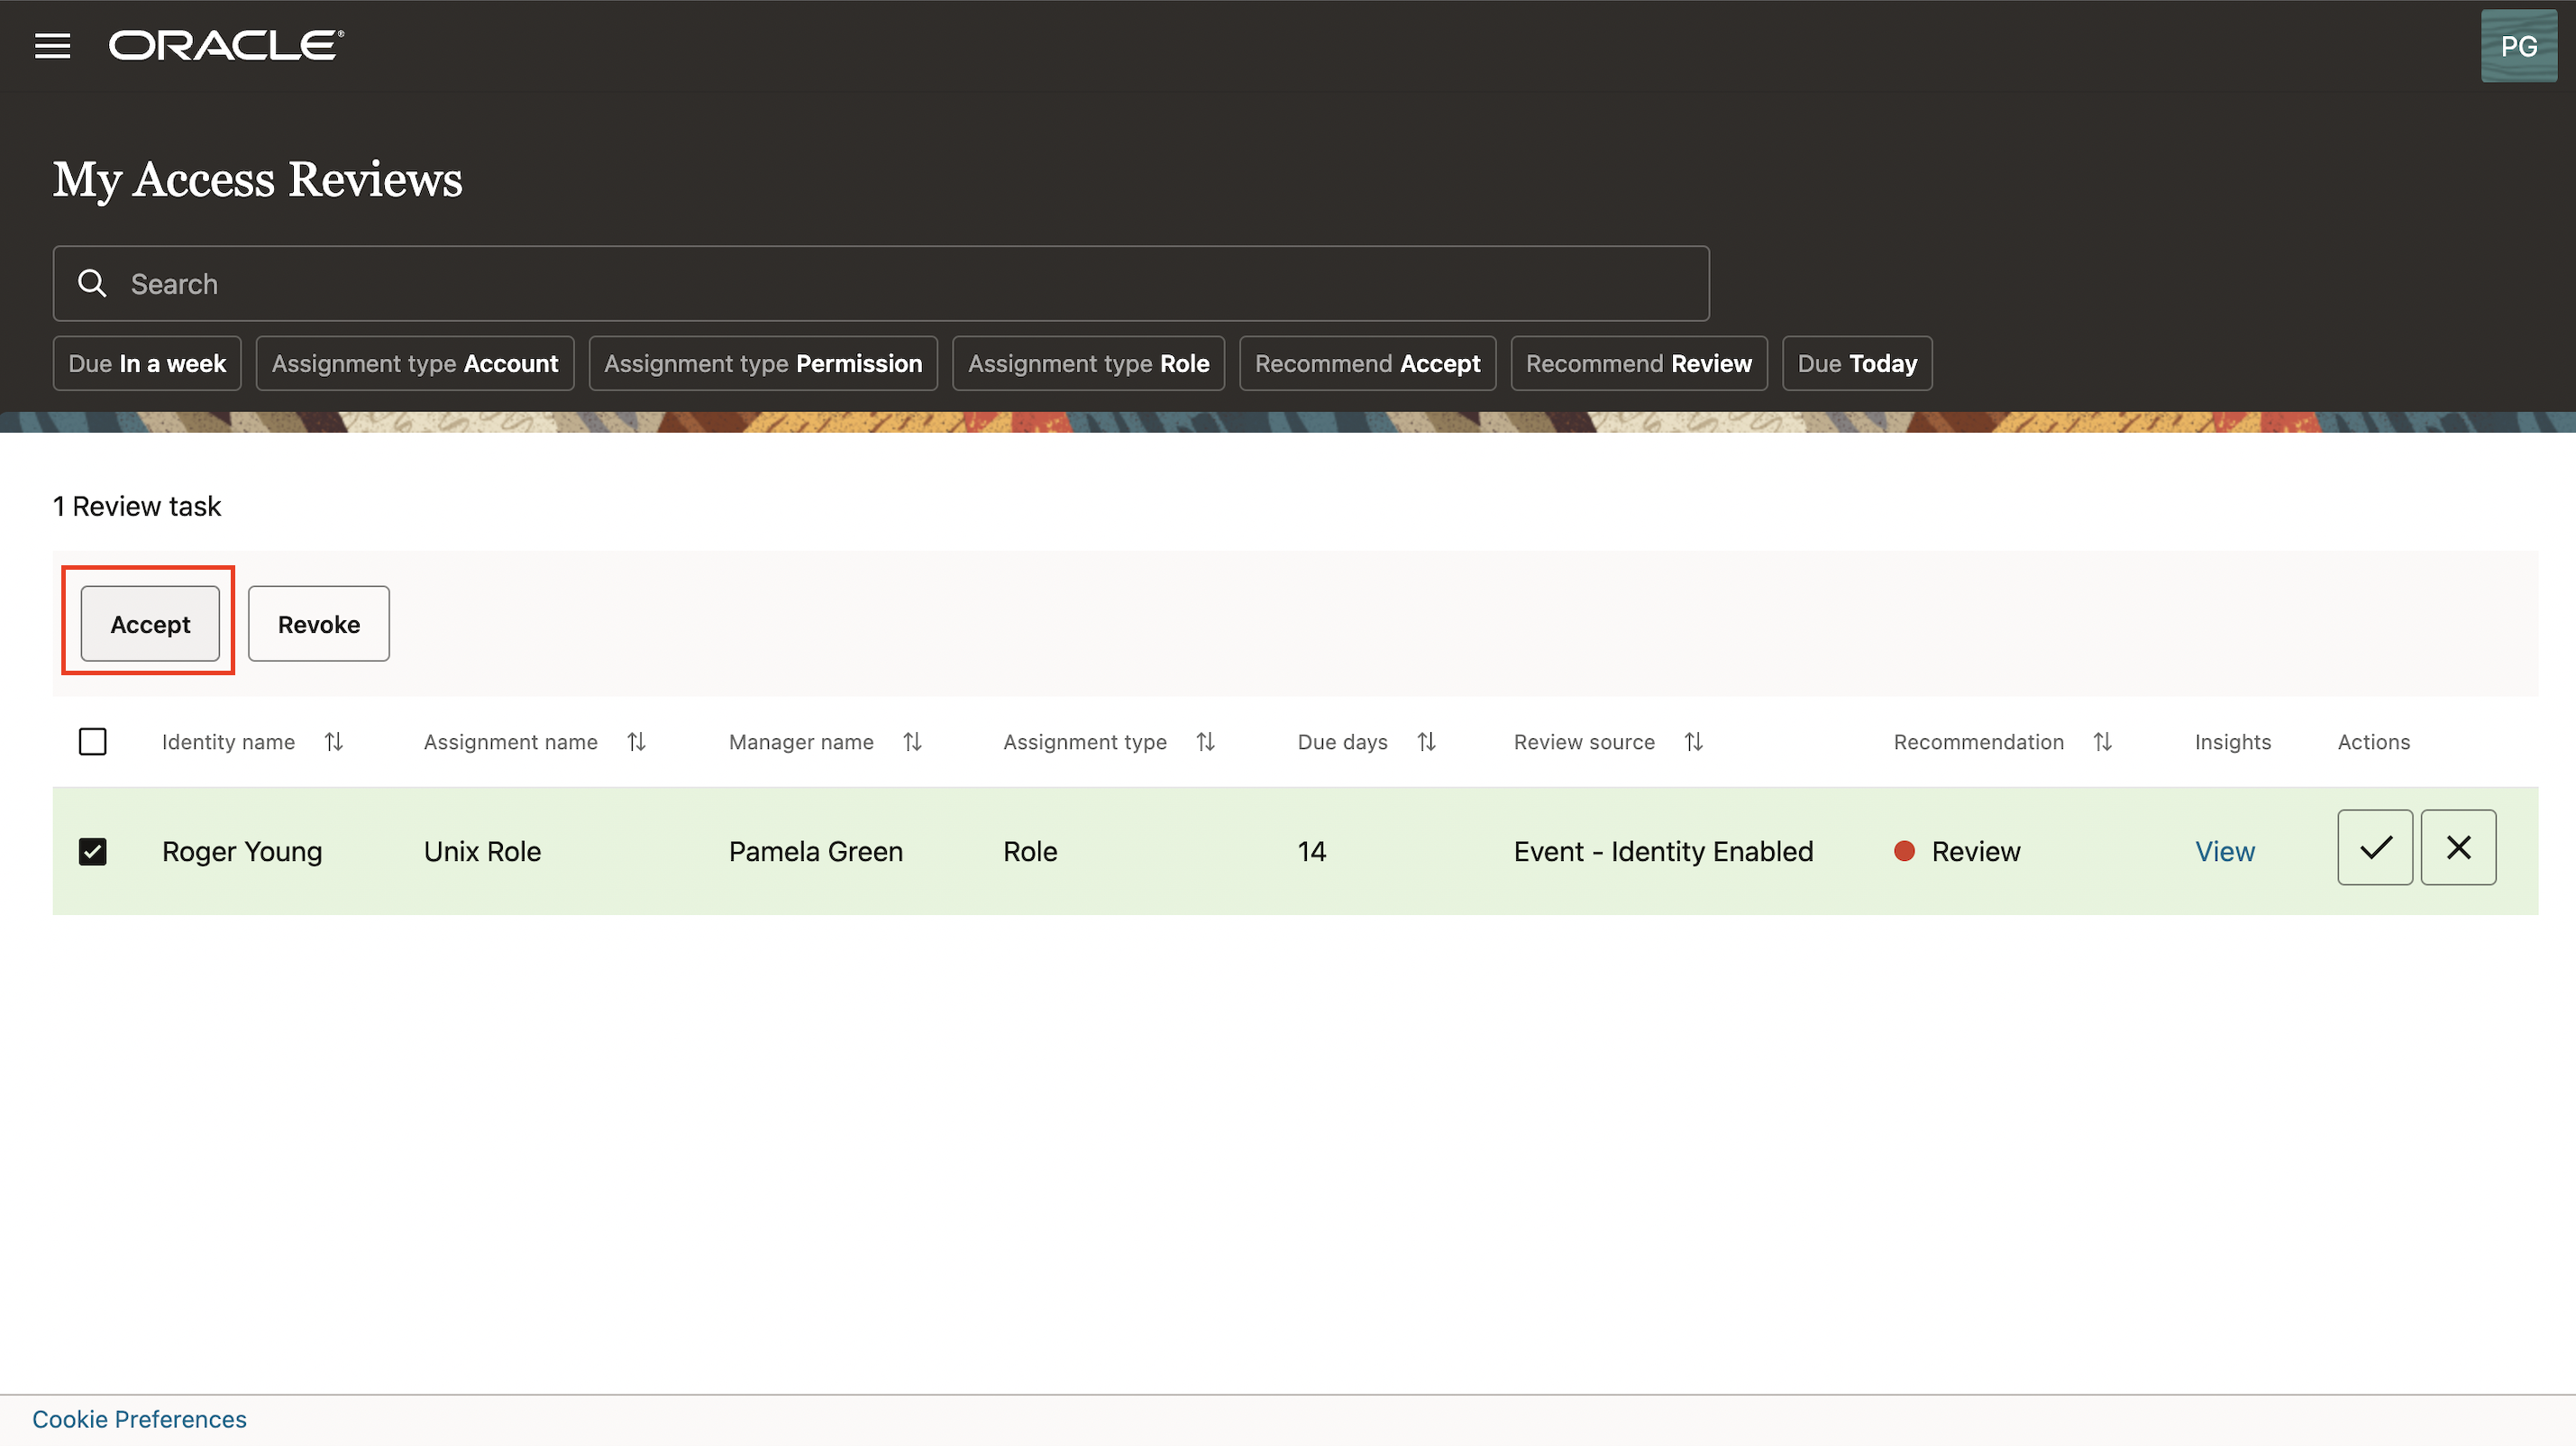 ORACLE®
PG
My Access Reviews
Search
Due In a week Assignment type Account Assignment type Permission Assignment type Role Recommend Accept Recommend Review Due Today
1 Review task
Accept Revoke
Identity name Assignment name Manager name Assignment type Due days Review source Recommendation Insights Actions
Roger Young Unix Role Pamela Green Role 14 Event - Identity Enabled Review View
Cookie Preferences